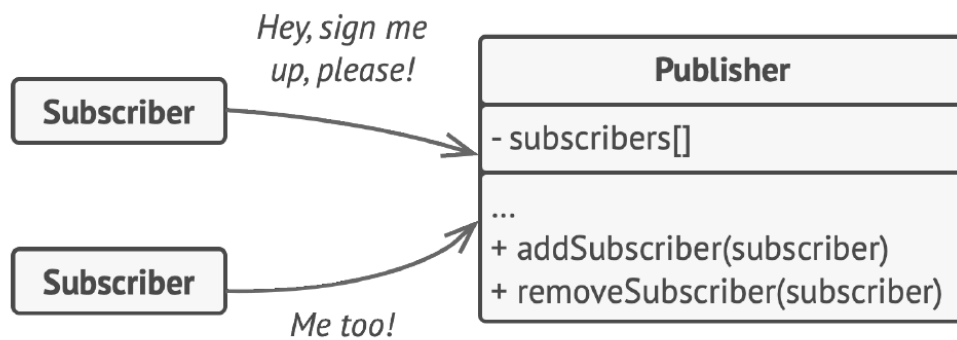 Hey, sign me
up, please!
Subscriber
Publisher
- subscribers[]
...
+ addSubscriber(subscriber)
+ removeSubscriber(subscriber)
Subscriber
Me too!